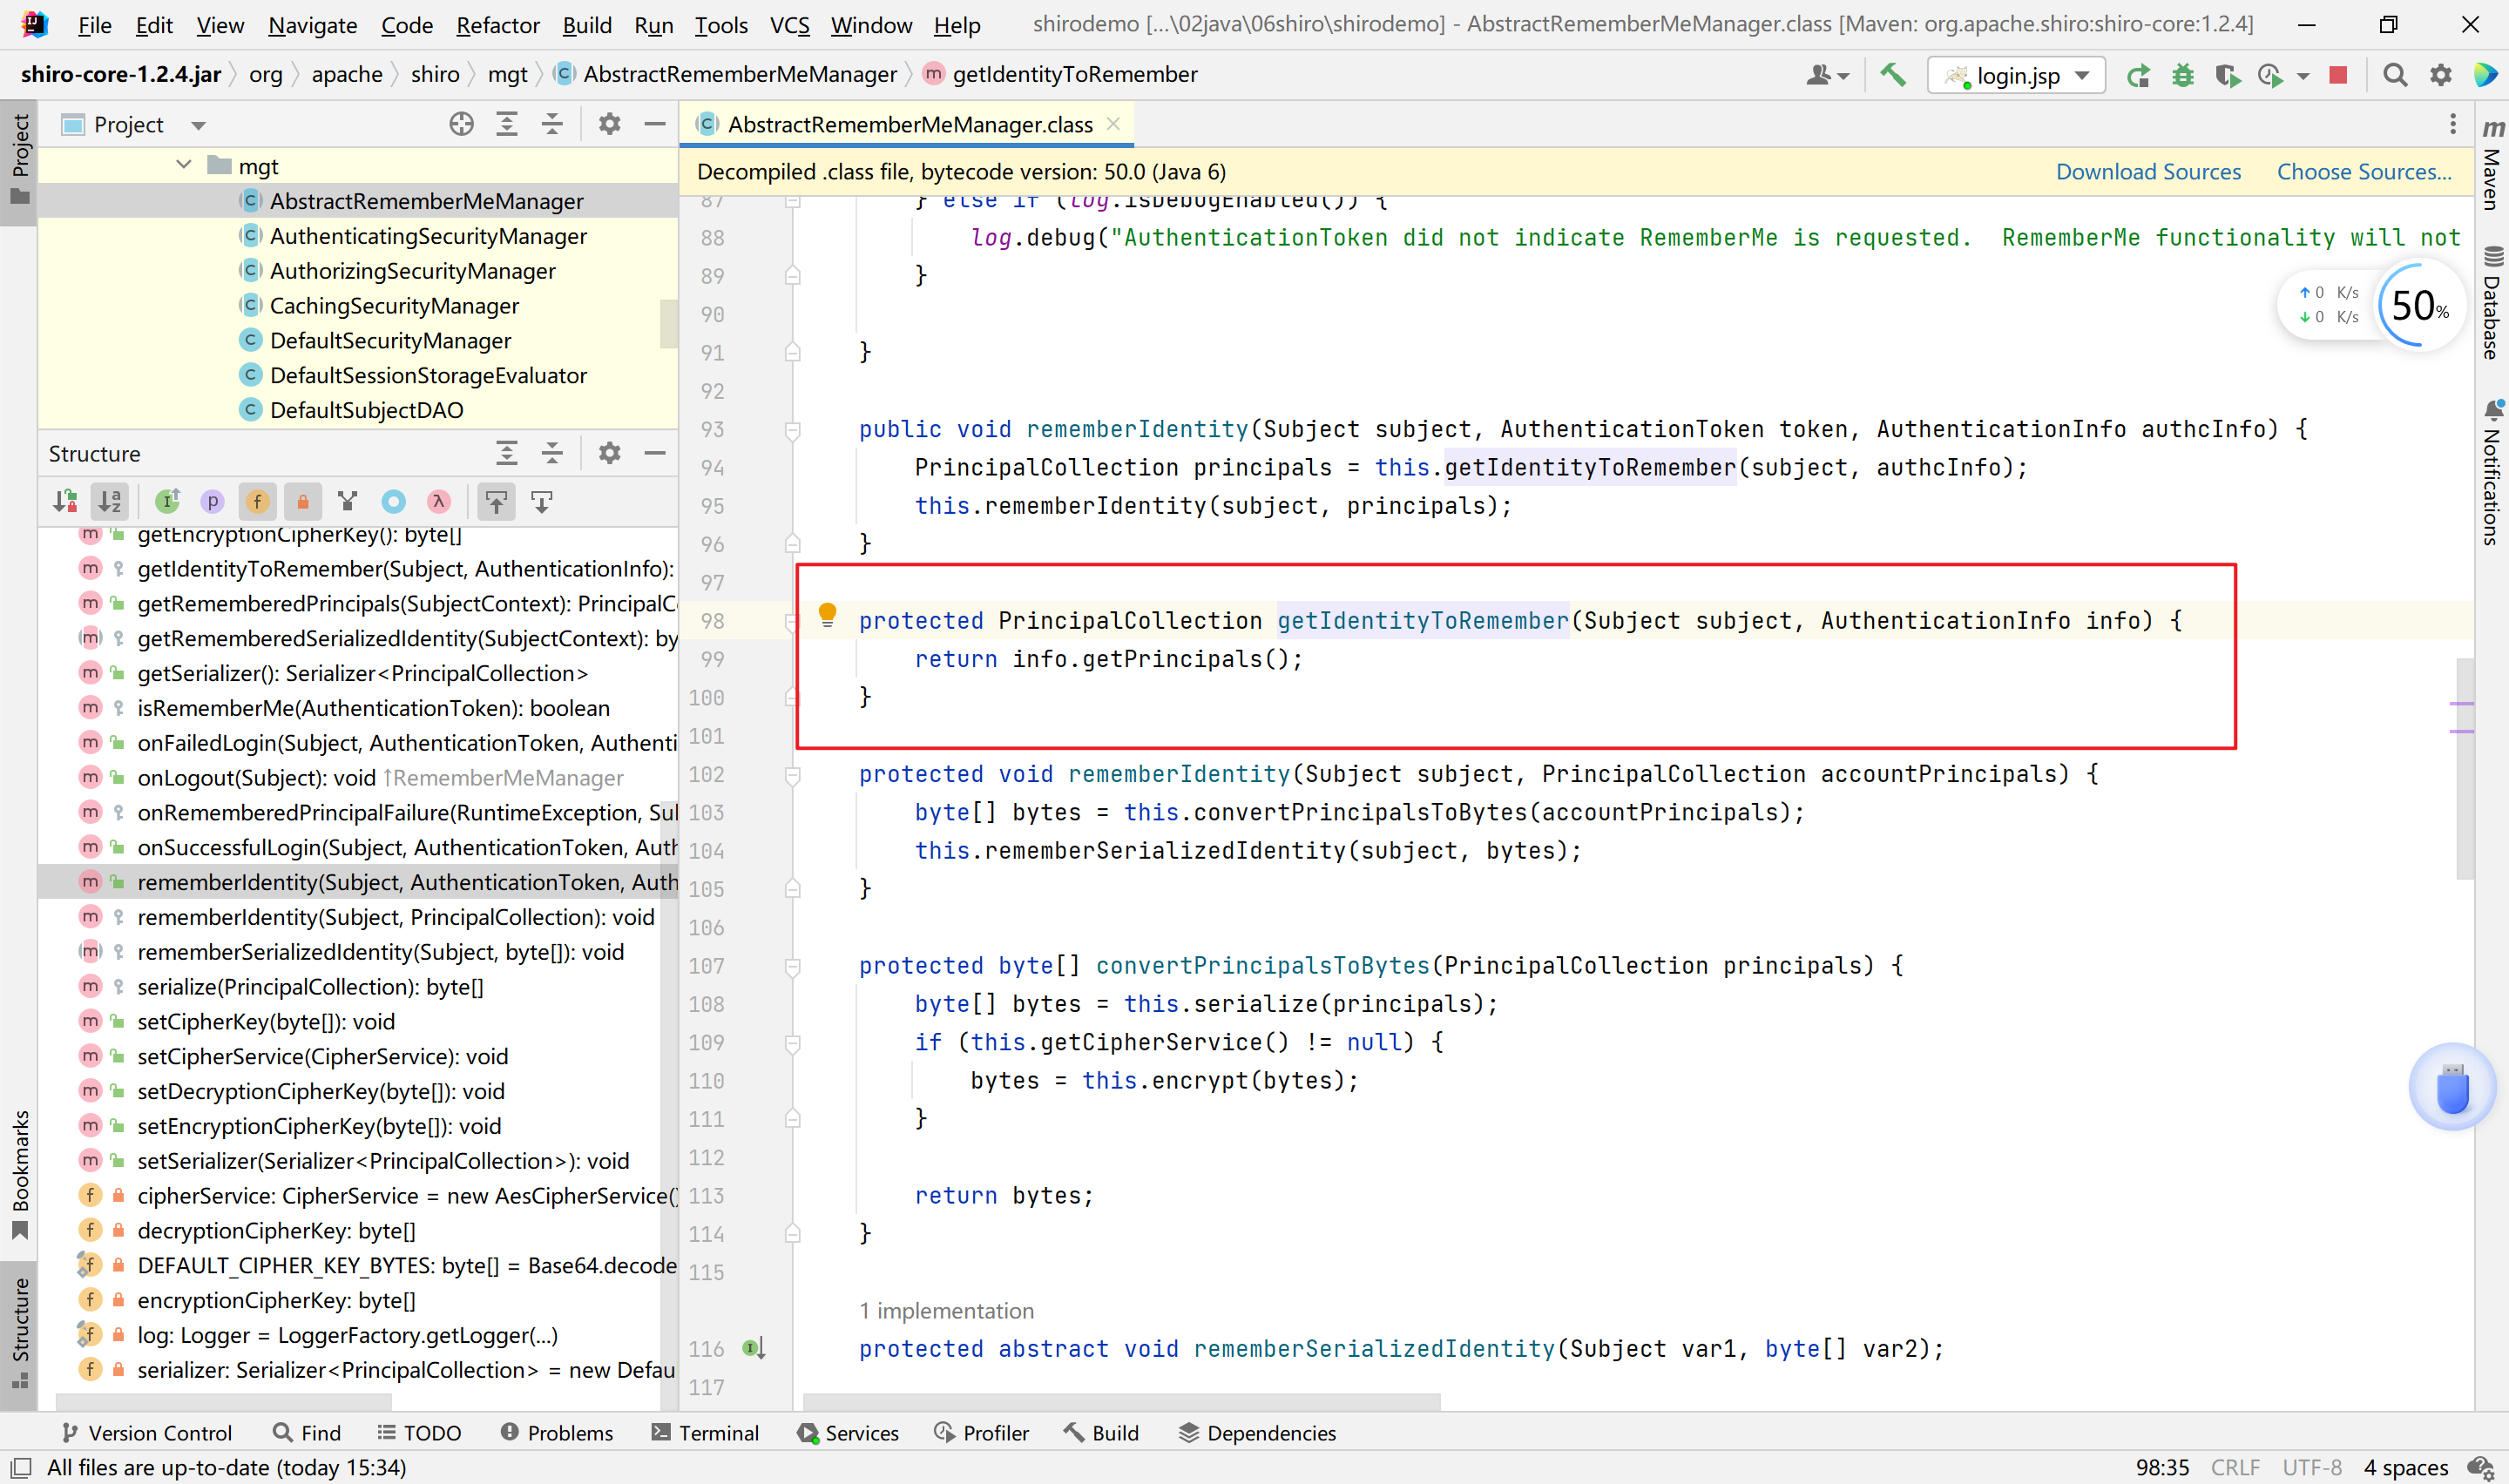 File Edit View Navigate Code Refactor Build Run Tools VCS Window Help shirodemo [...\02java\06shiro\shirodemo] - AbstractRememberMeManager.class [Maven: org.apache.shiro:shiro-core:1.2.4]
shiro-core-1.2.4.jar org apache shiro mgt AbstractRememberMeManager getIdentityToRemember login.jsp
Project
AbstractRememberMeManager.class
Decompiled .class file, bytecode version: 50.0 (Java 6) Download Sources Choose Sources...
mgt
AbstractRememberMeManager
AuthenticatingSecurityManager
AuthorizingSecurityManager
CachingSecurityManager
DefaultSecurityManager
DefaultSessionStorageEvaluator
DefaultSubjectDAO
Structure
getEncryptionCipherKey(): byte[]
getIdentityToRemember(Subject, AuthenticationInfo):
getRememberedPrincipals(SubjectContext): PrincipalC
getRememberedSerializedIdentity(SubjectContext): by
getSerializer(): Serializer<PrincipalCollection>
isRememberMe(AuthenticationToken): boolean
onFailedLogin(Subject, AuthenticationToken, Authenti
onLogout(Subject): void ↑RememberMeManager
onRememberedPrincipalFailure(RuntimeException, Sul
onSuccessfulLogin(Subject, AuthenticationToken, Auth
rememberIdentity(Subject, AuthenticationToken, Auth
rememberIdentity(Subject, PrincipalCollection): void
rememberSerializedIdentity(Subject, byte[]): void
serialize(PrincipalCollection): byte[]
setCipherKey(byte[]): void
setCipherService(CipherService): void
setDecryptionCipherKey(byte[]): void
setEncryptionCipherKey(byte[]): void
setSerializer(Serializer<PrincipalCollection>): void
cipherService: CipherService = new AesCipherService()
decryptionCipherKey: byte[]
DEFAULT_CIPHER_KEY_BYTES: byte[] = Base64.decode
encryptionCipherKey: byte[]
log: Logger = LoggerFactory.getLogger(...)
serializer: Serializer<PrincipalCollection> = new Defau
87 } else if (log.isDebugEnabled()) {
88 log.debug("AuthenticationToken did not indicate RememberMe is requested.  RememberMe functionality will not
89 }
90
91 }
92
93 public void rememberIdentity(Subject subject, AuthenticationToken token, AuthenticationInfo authcInfo) {
94 PrincipalCollection principals = this.getIdentityToRemember(subject, authcInfo);
95 this.rememberIdentity(subject, principals);
96 }
97
98 protected PrincipalCollection getIdentityToRemember(Subject subject, AuthenticationInfo info) {
99 return info.getPrincipals();
100 }
101
102 protected void rememberIdentity(Subject subject, PrincipalCollection accountPrincipals) {
103 byte[] bytes = this.convertPrincipalsToBytes(accountPrincipals);
104 this.rememberSerializedIdentity(subject, bytes);
105 }
106
107 protected byte[] convertPrincipalsToBytes(PrincipalCollection principals) {
108 byte[] bytes = this.serialize(principals);
109 if (this.getCipherService() != null) {
110 bytes = this.encrypt(bytes);
111 }
112
113 return bytes;
114 }
115
1 implementation
116 protected abstract void rememberSerializedIdentity(Subject var1, byte[] var2);
117
↑ 0 K/s
↓ 0 K/s
50%
Project
Bookmarks
Structure
Maven
Database
Notifications
Version Control Find TODO Problems Terminal Services Profiler Build Dependencies
All files are up-to-date (today 15:34) 98:35 CRLF UTF-8 4 spaces